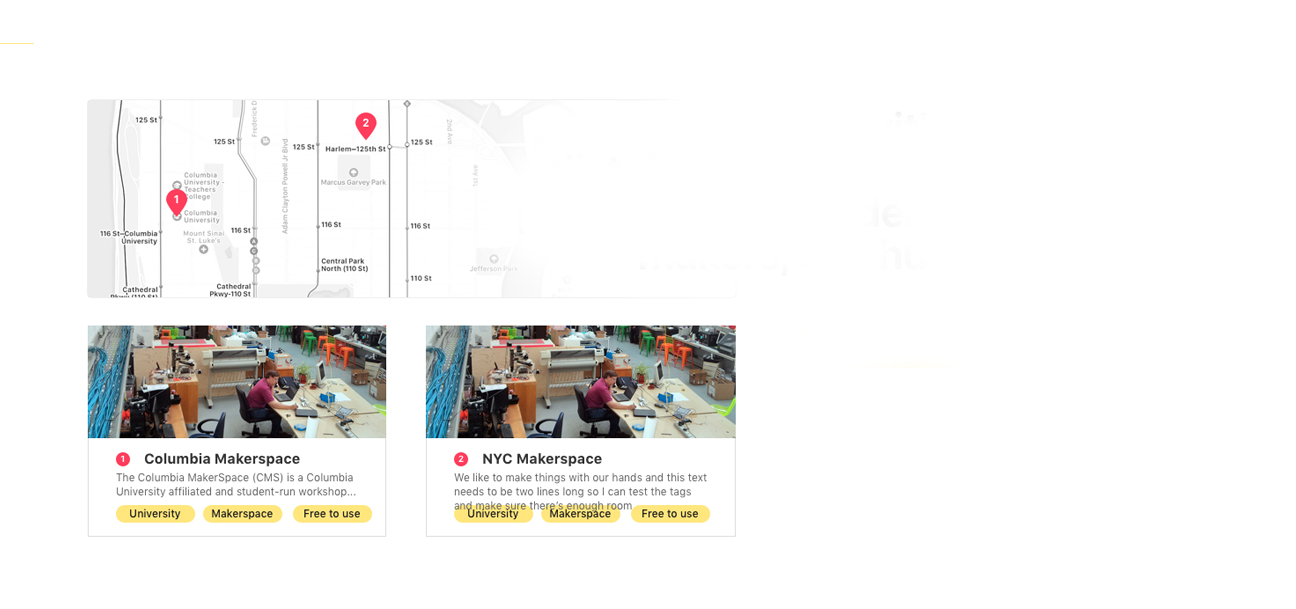 125 St
Frederick D
2nd Ave
2
125 St
125 St
Harlem–125th St
125 St
Adam Clayton Powell Jr Blvd
1st Ave
Columbia
University -
Teachers
College
Marcus Garvey Park
1
Columbia
University
116 St–Columbia
University
Mount Sinai
St. Luke's
116 St
116 St
116 St
A
C
B
D
Central Park
North (110 St)
Jefferson Park
110 St
Cathedral
Pkwy (110 St)
Cathedral
Pkwy-110 St
1 Columbia Makerspace
The Columbia MakerSpace (CMS) is a Columbia
University affiliated and student-run workshop...
University Makerspace Free to use
2 NYC Makerspace
We like to make things with our hands and this text
needs to be two lines long so I can test the tags
and make sure there's enough room
University Makerspace Free to use